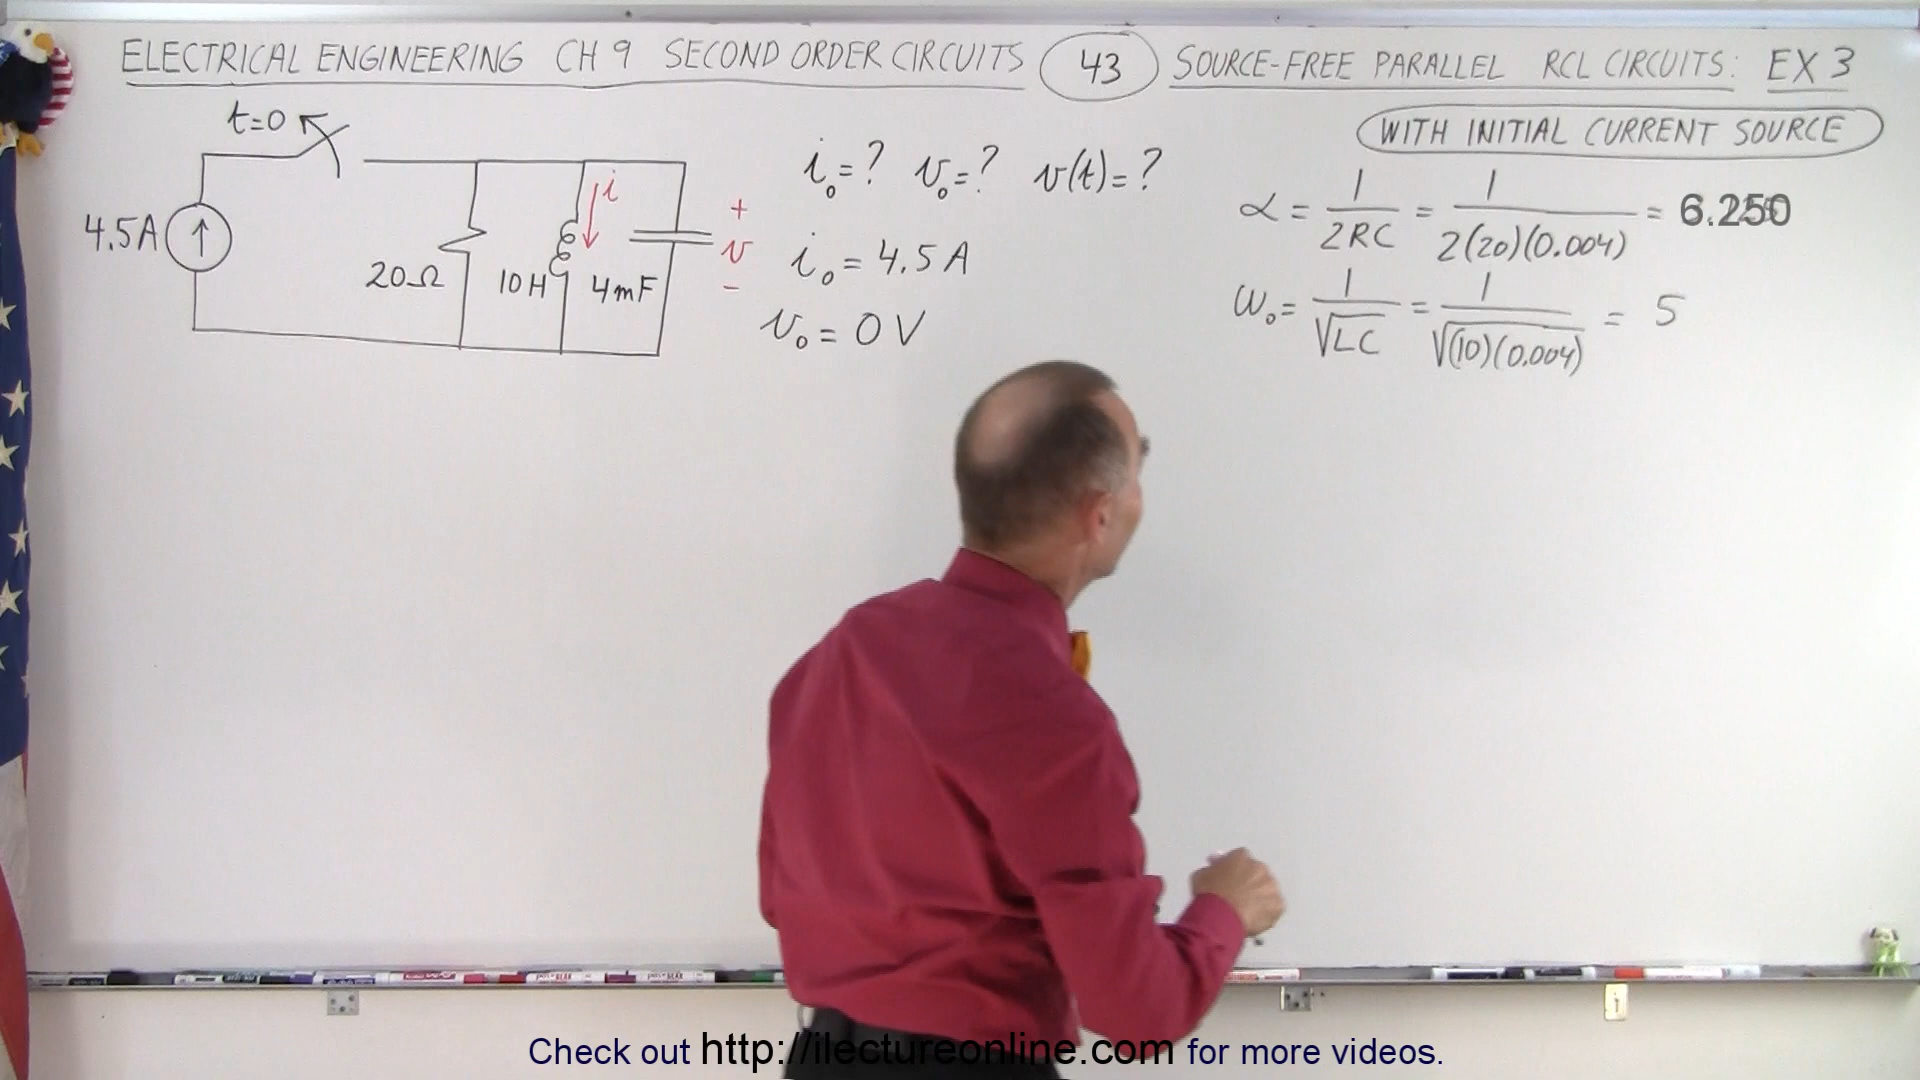 ELECTRICAL ENGINEERING CH 9 SECOND ORDER CIRCUITS 43 SOURCE-FREE PARALLEL RCL CIRCUITS: EX 3
WITH INITIAL CURRENT SOURCE
t=0
4.5A
20Ω
10H
4mF
i
+
v
-
i₀=? v₀=? v(t)=?
i₀ = 4.5 A
v₀ = 0 V
α = 1/2RC = 1/2(20)(0.004) = 6.250
ω₀ = 1/√LC = 1/√(10)(0.004) = 5
Check out http://ilectureonline.com for more videos.